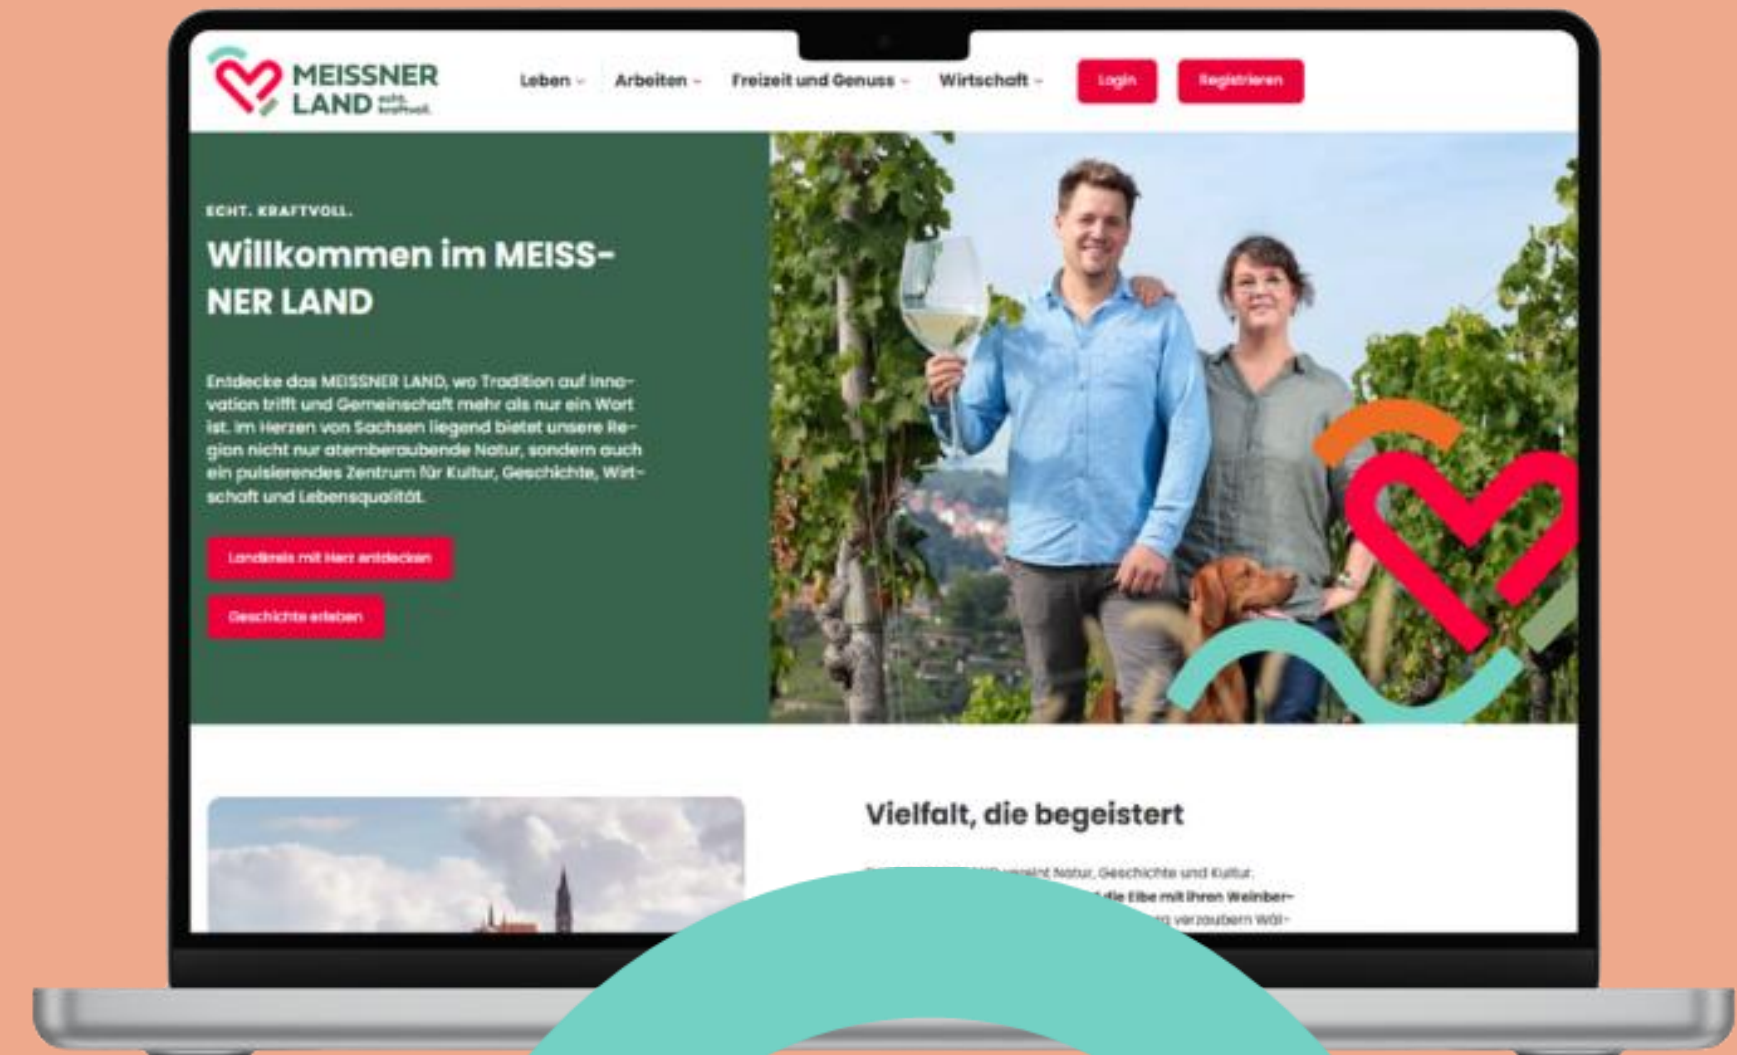 MEISSNER
LAND echt.
kraftvoll.
Leben
Arbeiten
Freizeit und Genuss
Wirtschaft
Login
Registrieren
ECHT. KRAFTVOLL.
Willkommen im MEISS-
NER LAND
Entdecke das MEISSNER LAND, wo Tradition auf Inno-
vation trifft und Gemeinschaft mehr als nur ein Wort
ist. Im Herzen von Sachsen liegend bietet unsere Re-
gion nicht nur atemberaubende Natur, sondern auch
ein pulsierendes Zentrum für Kultur, Geschichte, Wirt-
schaft und Lebensqualität.
Landkreis mit Herz entdecken
Geschichte erleben
Vielfalt, die begeistert
vereint Natur, Geschichte und Kultur.
die Elbe mit ihren Weinber-
verzaubern Wäl-